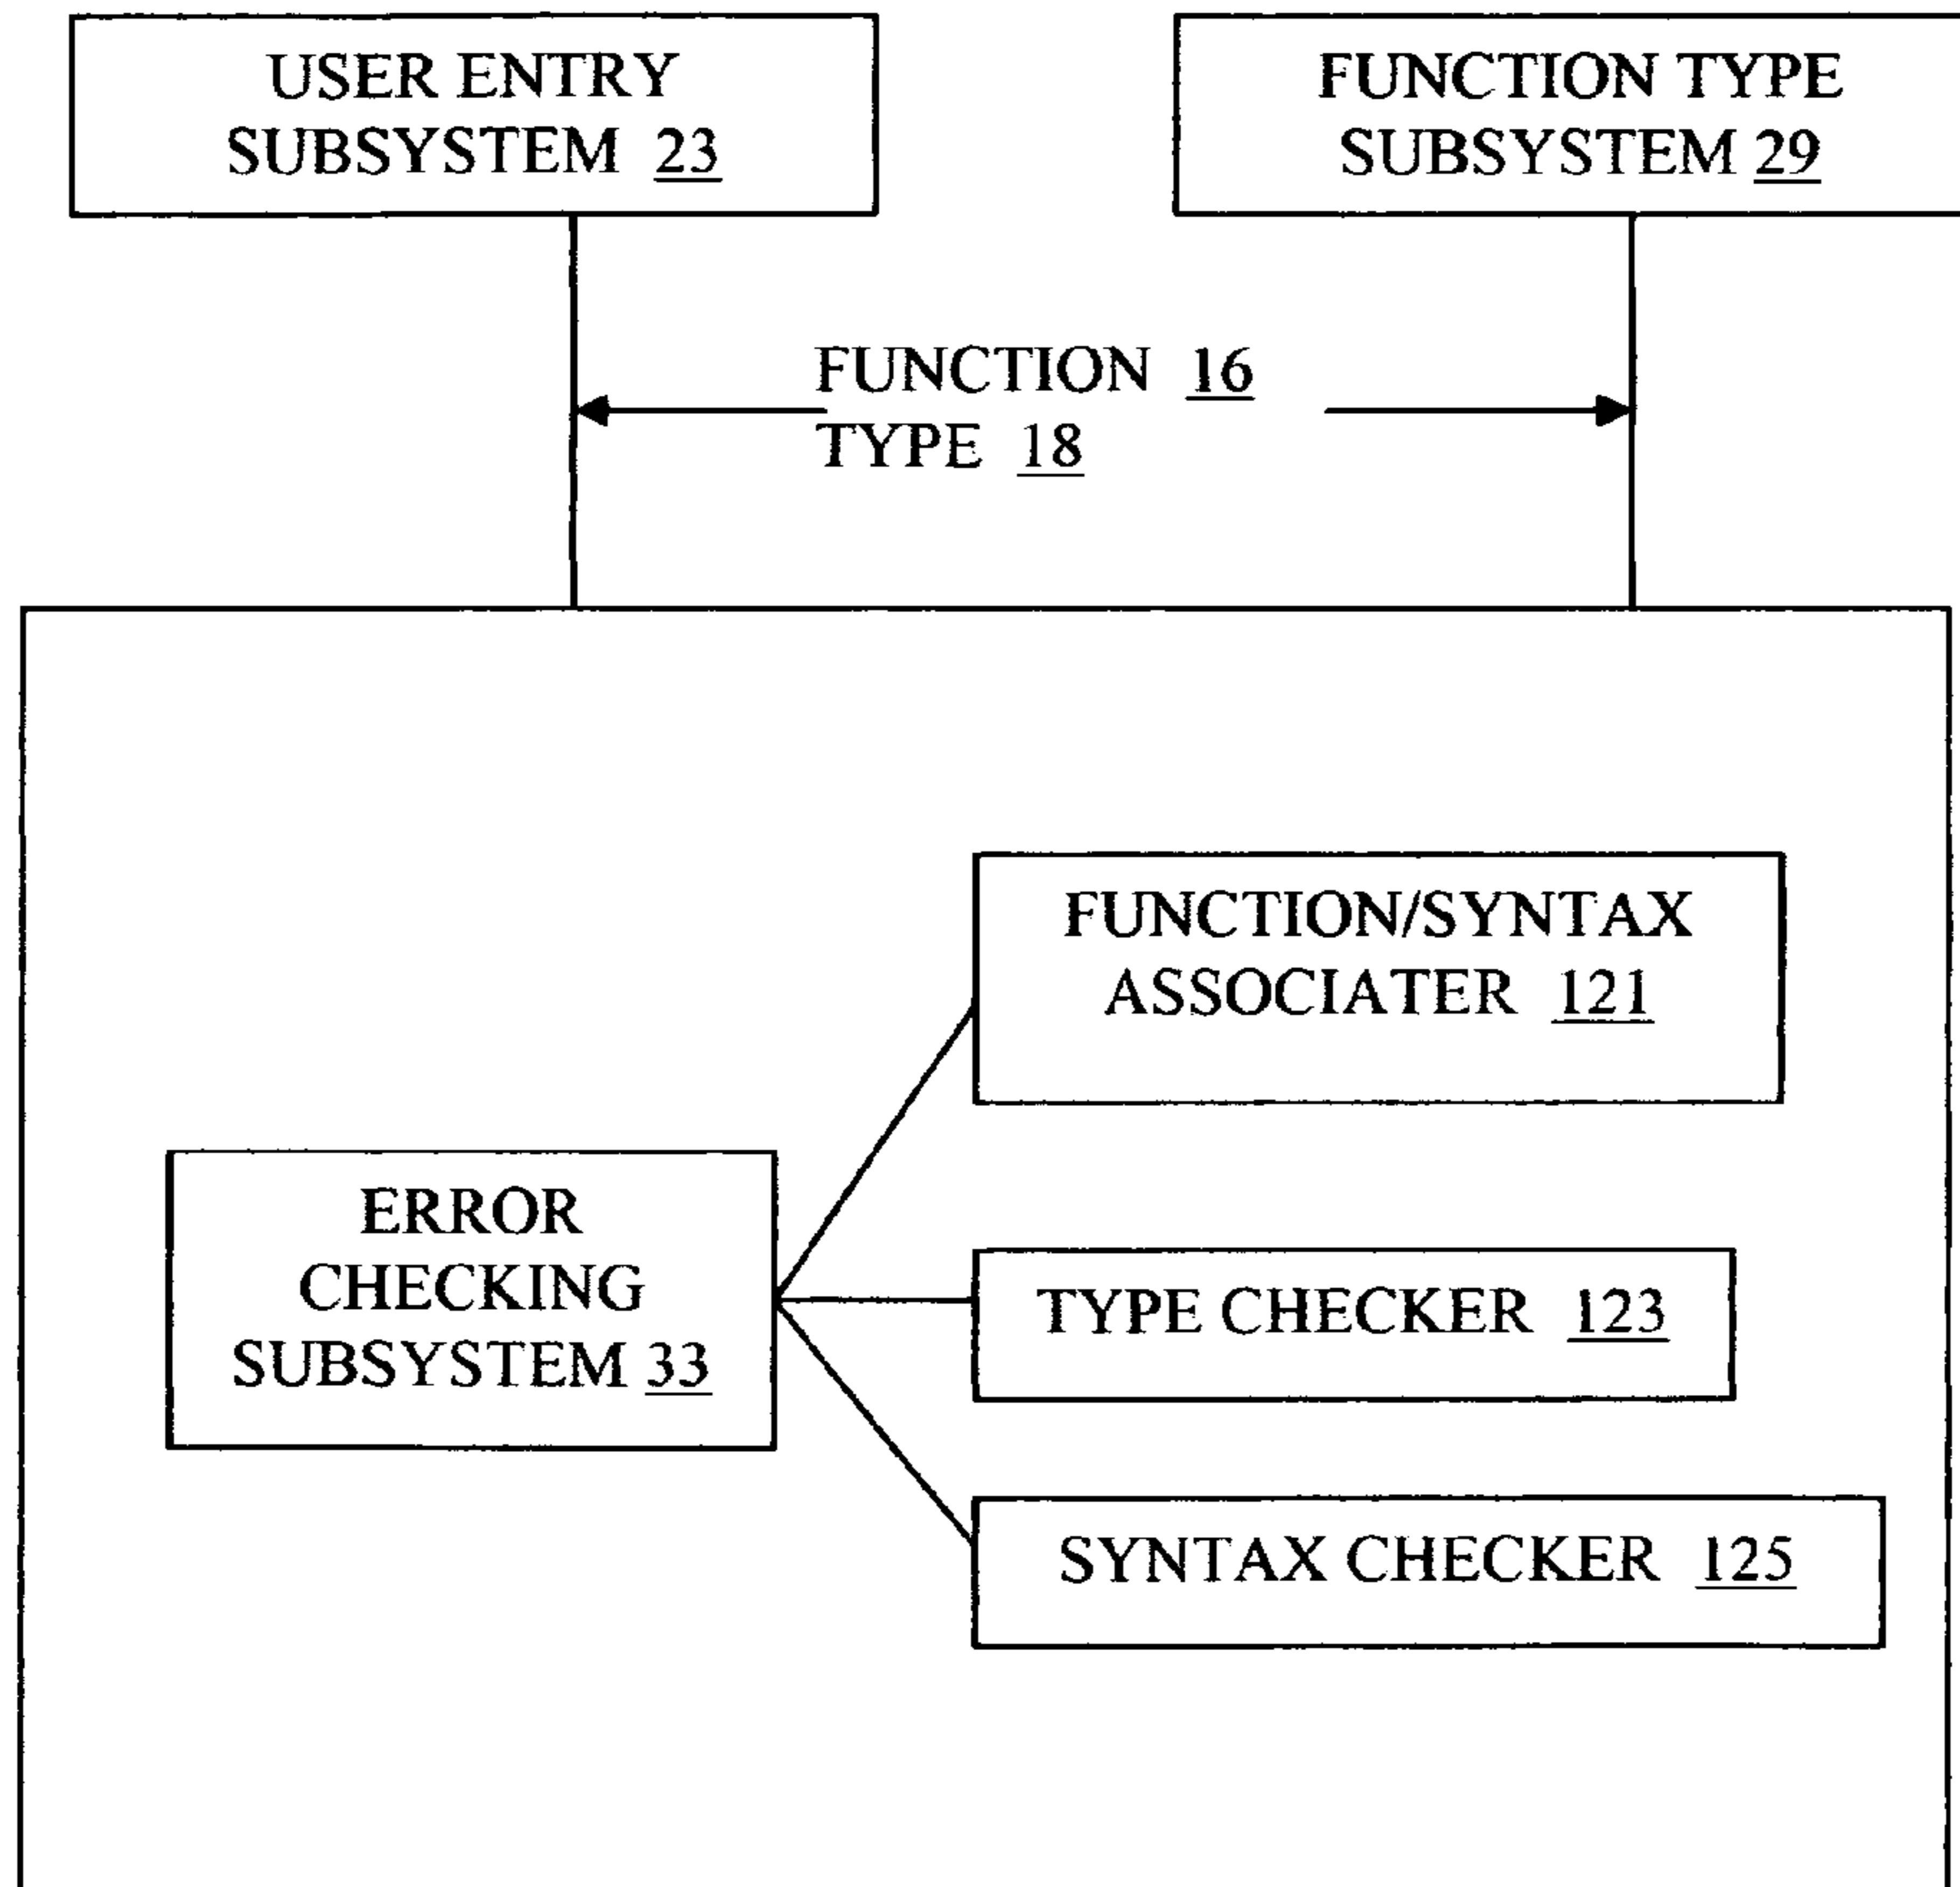 USER ENTRY
SUBSYSTEM 23
FUNCTION TYPE
SUBSYSTEM 29
FUNCTION 16
TYPE 18
FUNCTION/SYNTAX
ASSOCIATER 121
ERROR
CHECKING
SUBSYSTEM 33
TYPE CHECKER 123
SYNTAX CHECKER 125